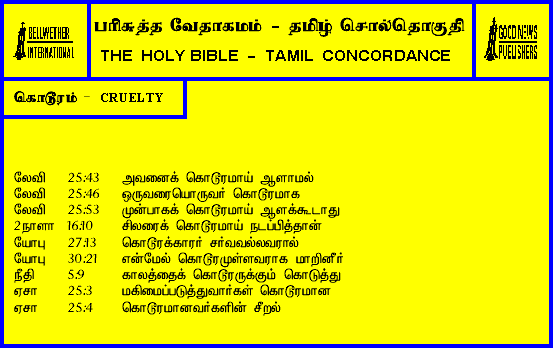 BELLWETHER
INTERNATIONAL
பரிசுத்த வேதாகமம் - தமிழ் சொல்தொகுதி
THE HOLY BIBLE - TAMIL CONCORDANCE
GOOD NEWS
PUBLISHERS
கொடூரம் - CRUELTY
லேவி 25:43 அவனைக் கொடூரமாய் ஆளாமல்
லேவி 25:46 ஒருவரையொருவர் கொடூரமாக
லேவி 25:53 முன்பாகக் கொடூரமாய் ஆளக்கூடாது
2நாளா 16:10 சிலரைக் கொடூரமாய் நடப்பித்தான்
யோபு 27:13 கொடூரக்காரர் சர்வவல்லவரால்
யோபு 30:21 என்மேல் கொடூரமுள்ளவராக மாறினீர்
நீதி 5:9 காலத்தைக் கொடூரருக்கும் கொடுத்து
ஏசா 25:3 மகிமைப்படுத்துவார்கள் கொடூரமான
ஏசா 25:4 கொடூரமானவர்களின் சீறல்